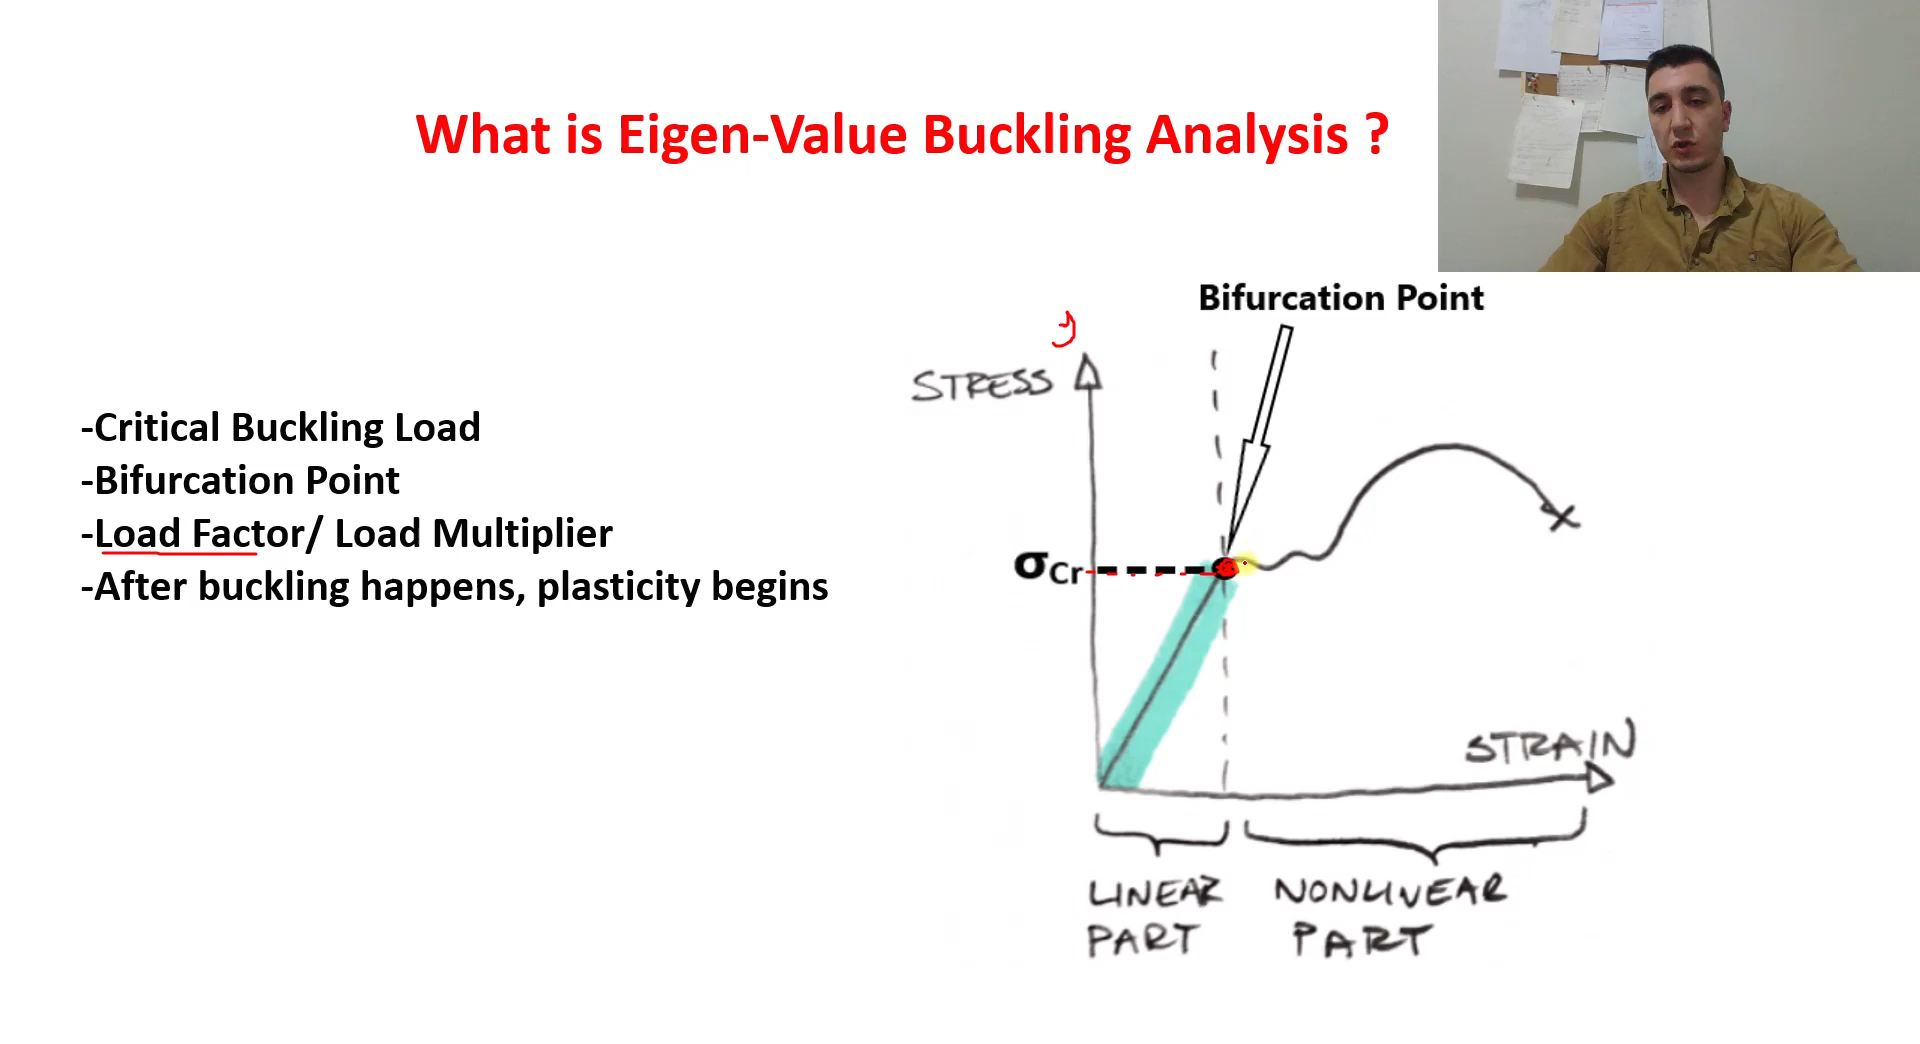 What is Eigen-Value Buckling Analysis ?
Bifurcation Point
STRESS
-Critical Buckling Load
-Bifurcation Point
-Load Factor/ Load Multiplier
-After buckling happens, plasticity begins
σCr
STRAIN
LINEAR
PART
NONLINEAR
PART